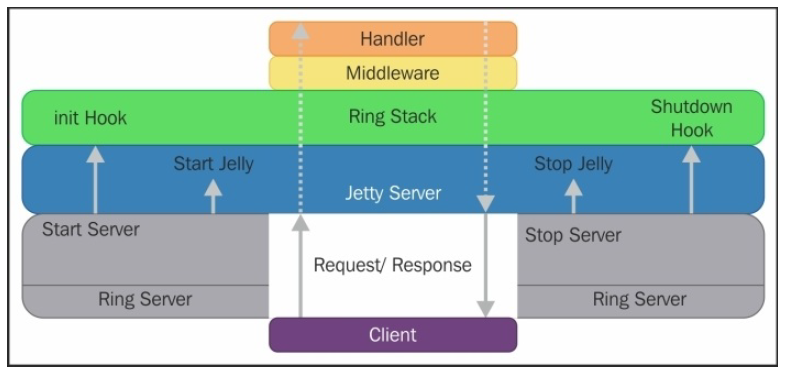 Handler
Middleware
init Hook
Ring Stack
Shutdown
Hook
Start Jelly
Stop Jelly
Jetty Server
Start Server
Stop Server
Request/ Response
Ring Server
Ring Server
Client